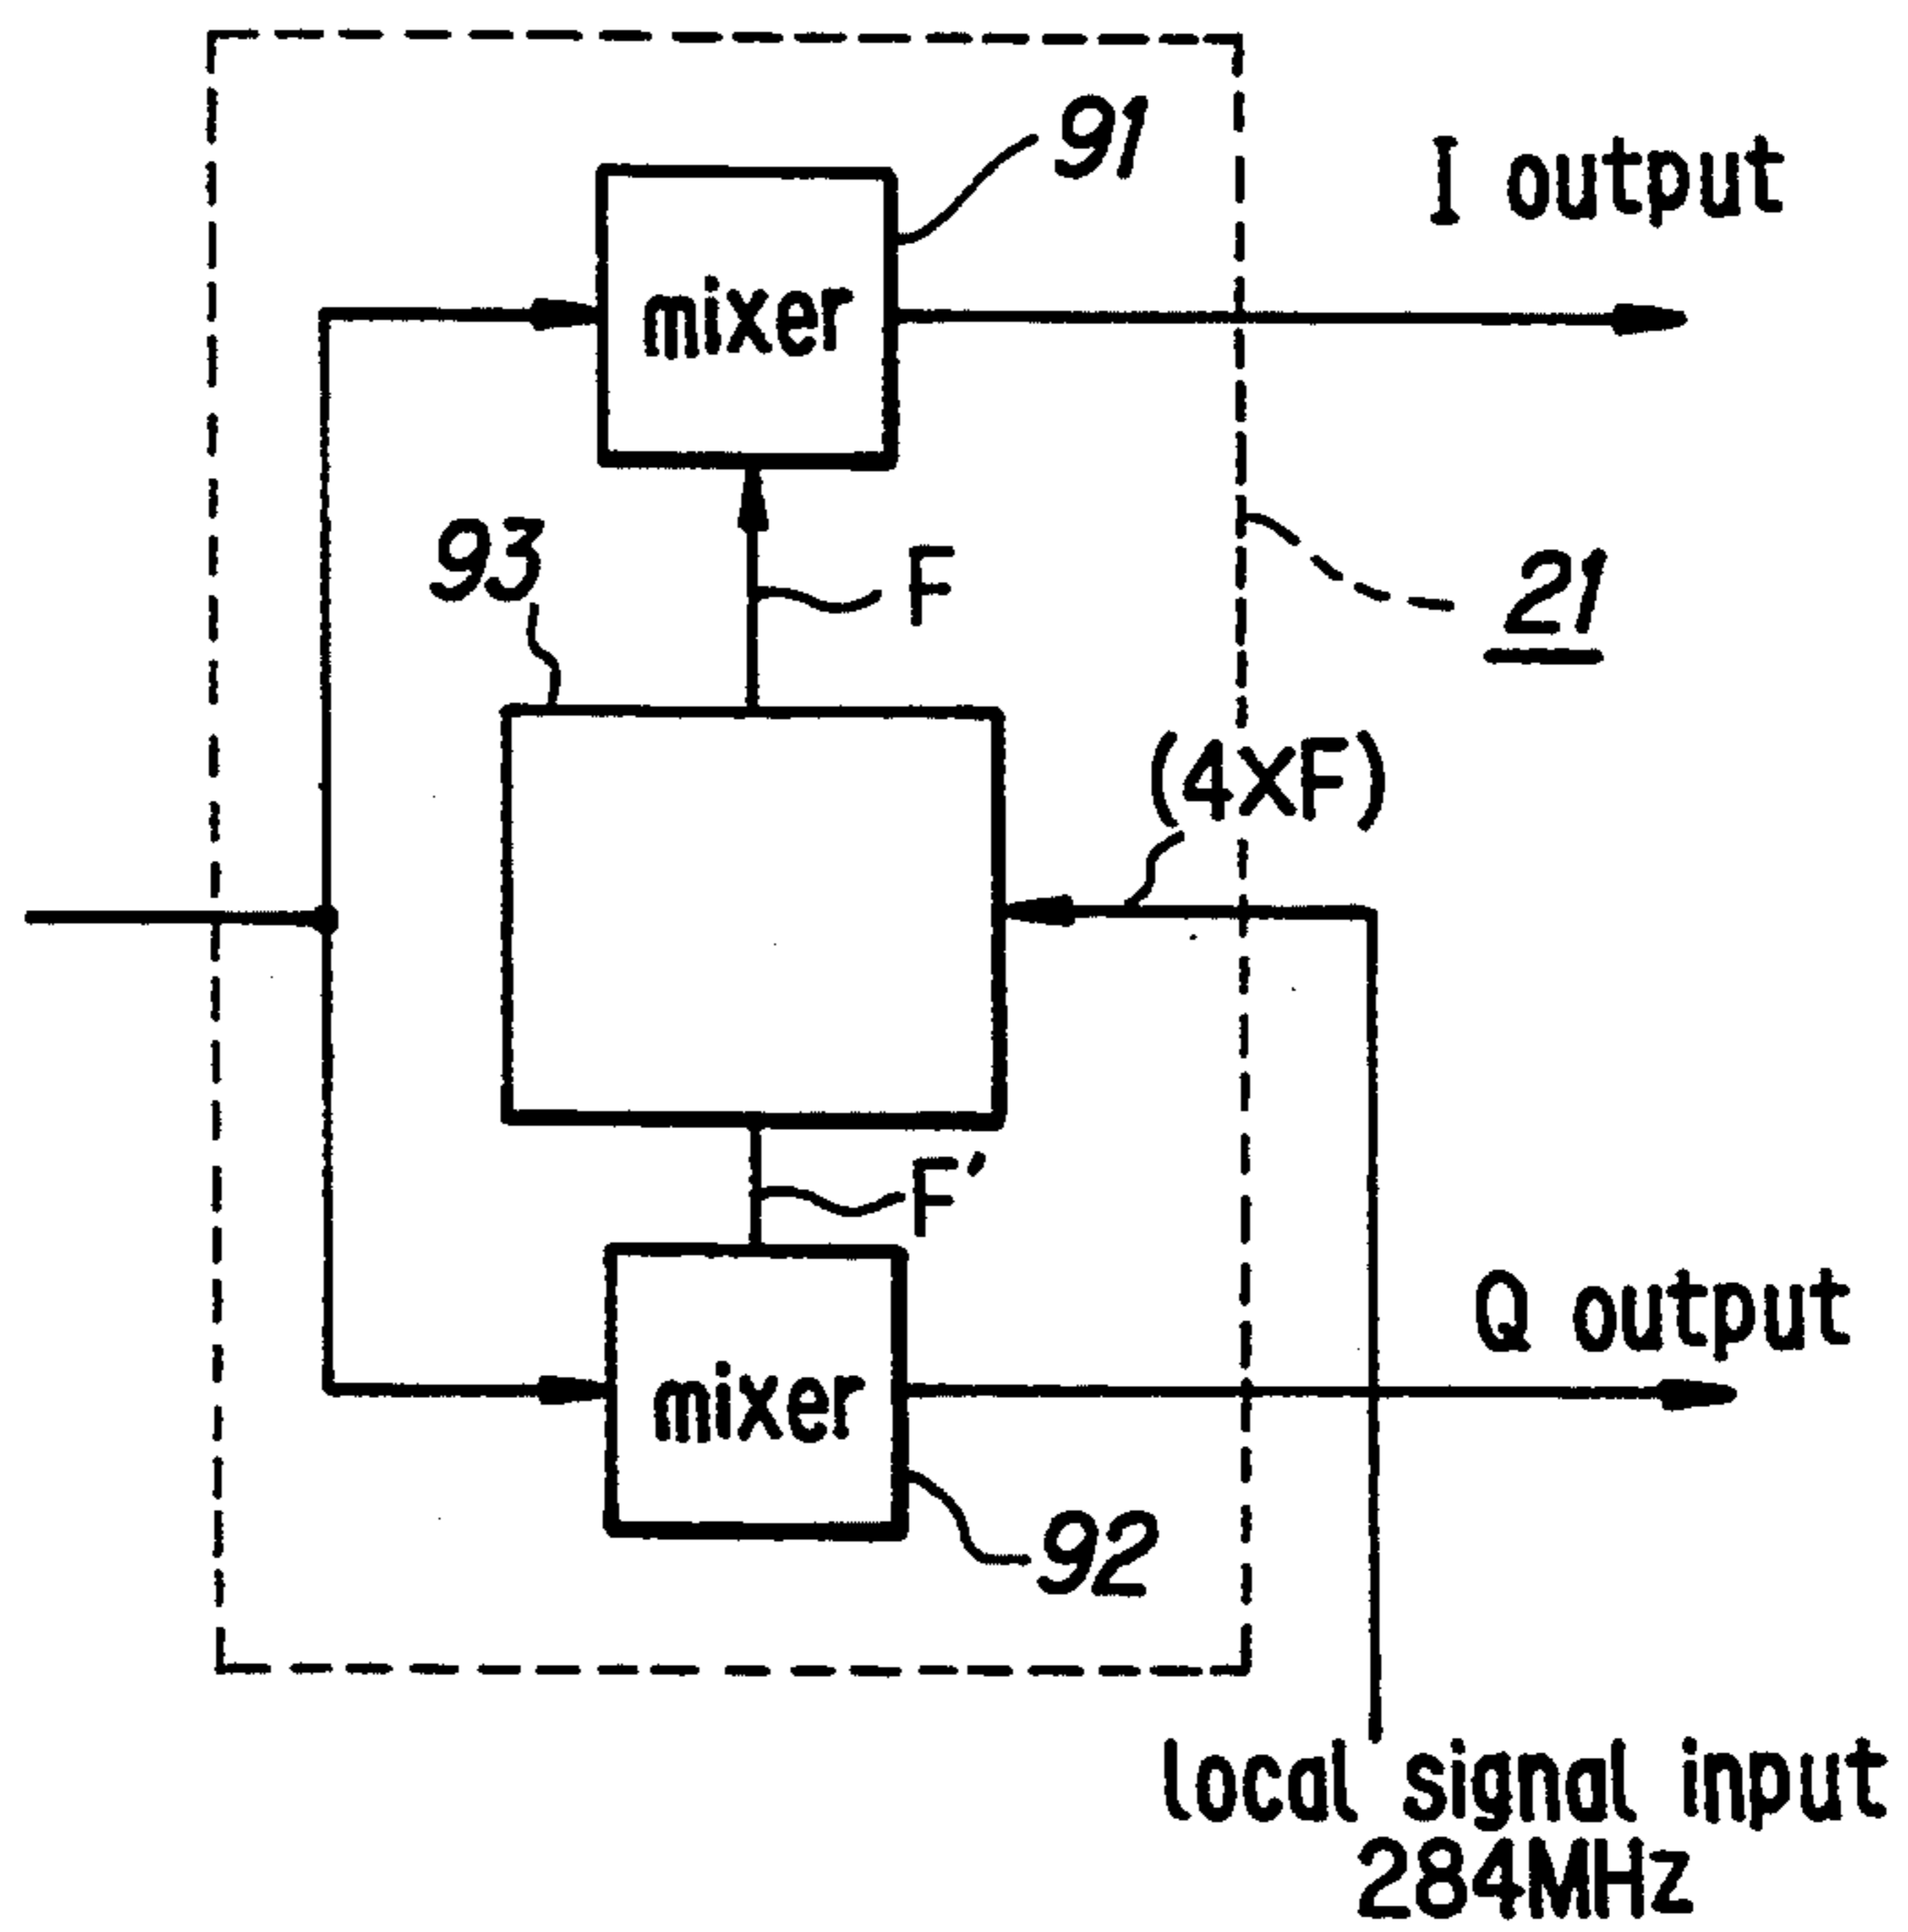 91
I output
mixer
93
F
21
(4XF)
F'
Q output
mixer
92
local signal input
284MHz